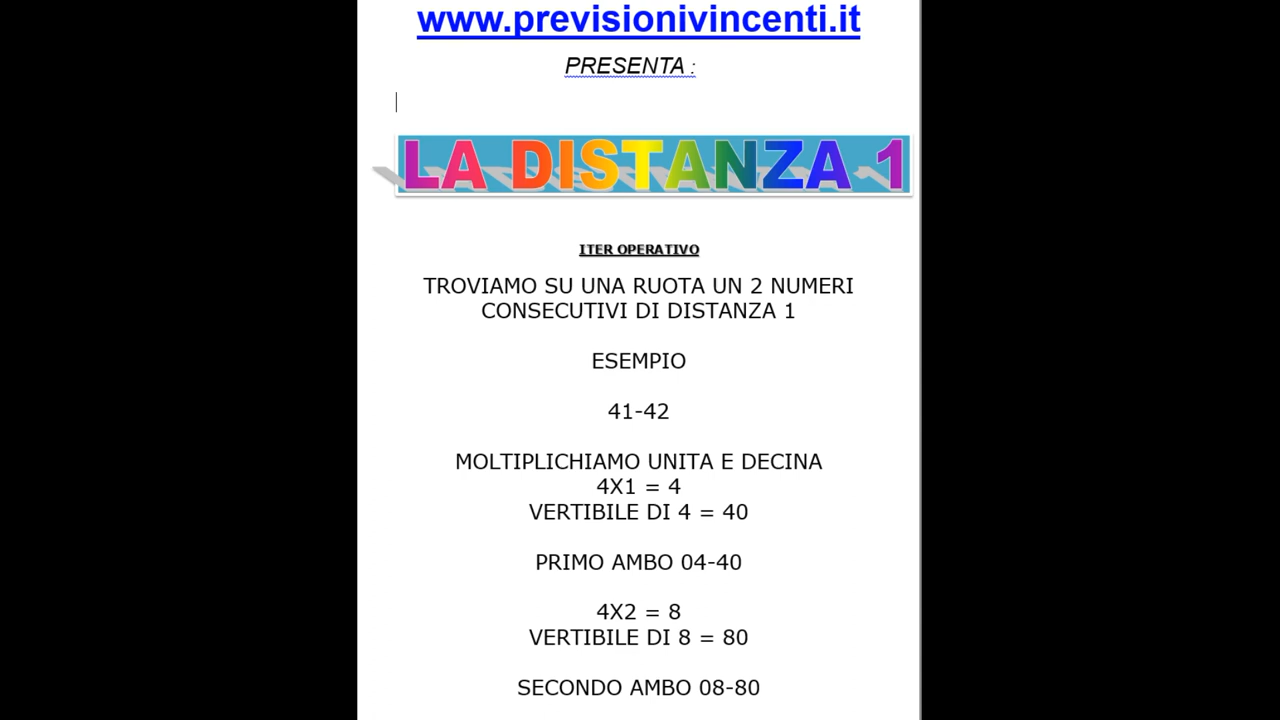 www.previsionivincenti.it
PRESENTA :
LA DISTANZA 1
ITER OPERATIVO
TROVIAMO SU UNA RUOTA UN 2 NUMERI
CONSECUTIVI DI DISTANZA 1
ESEMPIO
41-42
MOLTIPLICHIAMO UNITA E DECINA
4X1 = 4
VERTIBILE DI 4 = 40
PRIMO AMBO 04-40
4X2 = 8
VERTIBILE DI 8 = 80
SECONDO AMBO 08-80